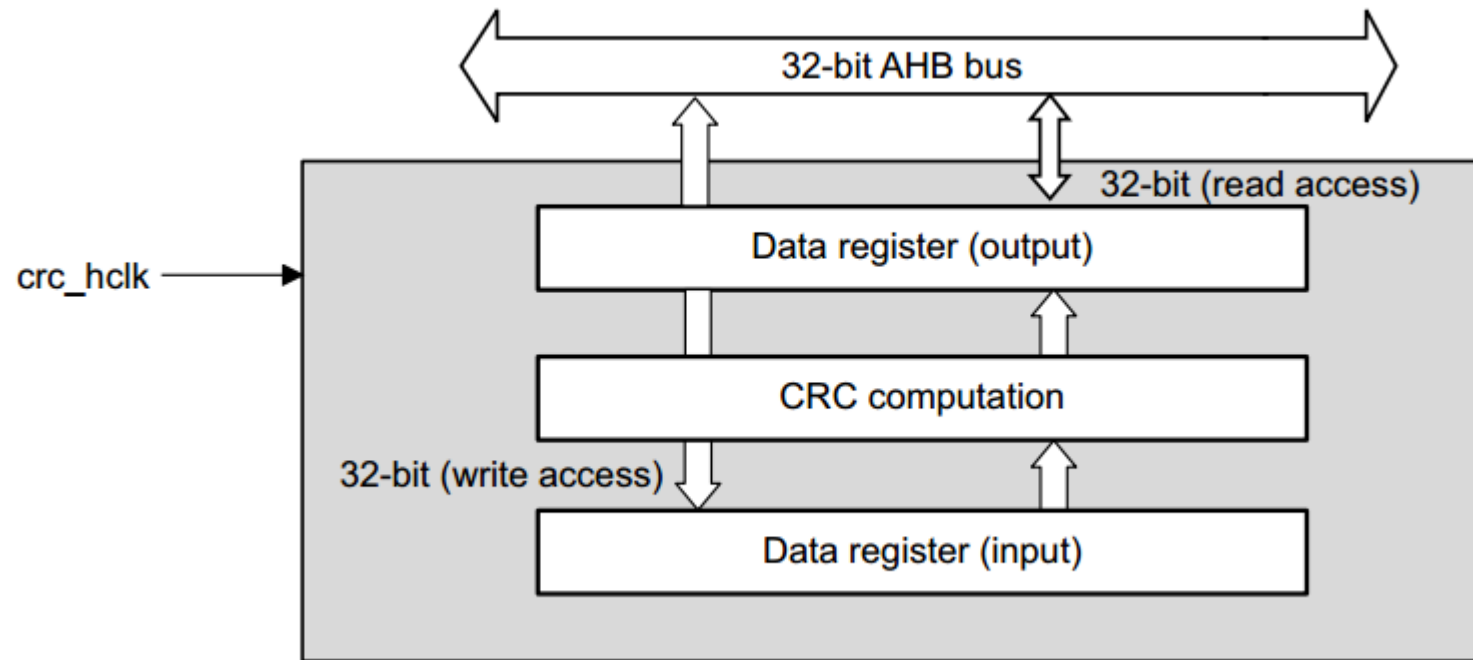 32-bit AHB bus
32-bit (read access)
Data register (output)
crc_hclk
CRC computation
32-bit (write access)
Data register (input)